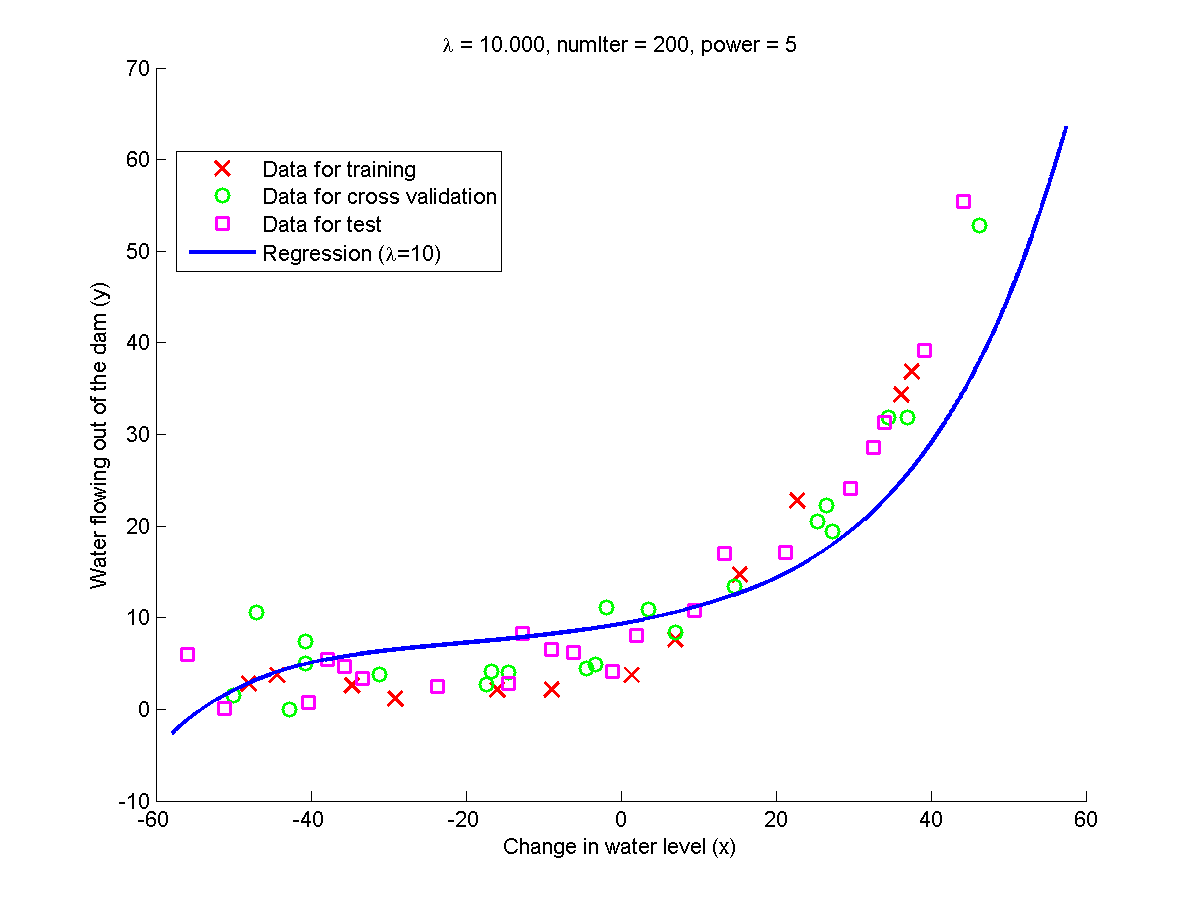 λ = 10.000, numIter = 200, power = 5
70
60
50
40
30
20
10
0
-10
Water flowing out of the dam (y)
Data for training
Data for cross validation
Data for test
Regression (λ=10)
-60 -40 -20 0 20 40 60
Change in water level (x)